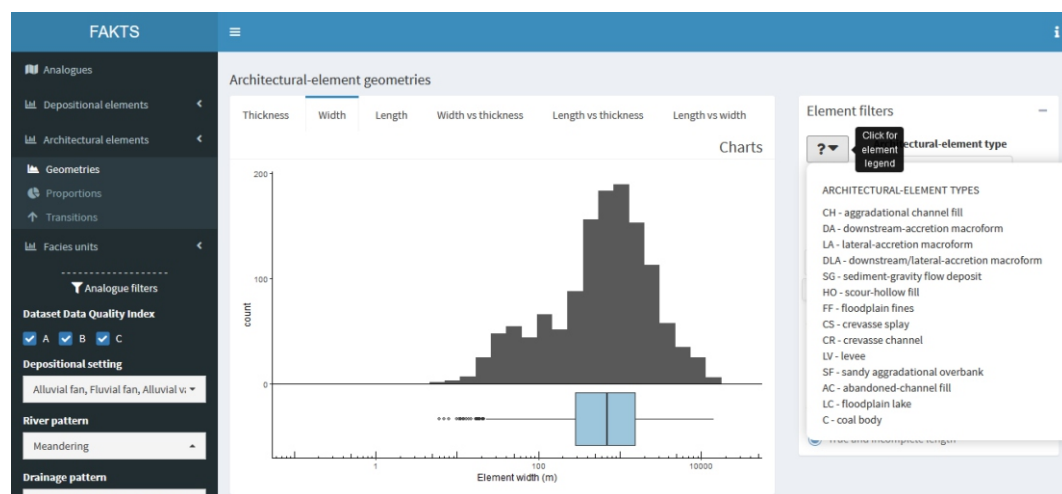 FAKTS
i
Analogues
Depositional elements
Architectural elements
Geometries
Proportions
Transitions
Facies units
Analogue filters
Dataset Data Quality Index
A B C
Depositional setting
Alluvial fan, Fluvial fan, Alluvial v
River pattern
Meandering
Drainage pattern
Architectural-element geometries
Thickness Width Length Width vs thickness Length vs thickness Length vs width
Charts
200
100
0
count
1 100 10000
Element width (m)
Element filters
?
Click for
element
legend
tural-element type
ARCHITECTURAL-ELEMENT TYPES
CH - aggradational channel fill
DA - downstream-accretion macroform
LA - lateral-accretion macroform
DLA - downstream/lateral-accretion macroform
SG - sediment-gravity flow deposit
HO - scour-hollow fill
FF - floodplain fines
CS - crevasse splay
CR - crevasse channel
LV - levee
SF - sandy aggradational overbank
AC - abandoned-channel fill
LC - floodplain lake
C - coal body
True and incomplete length